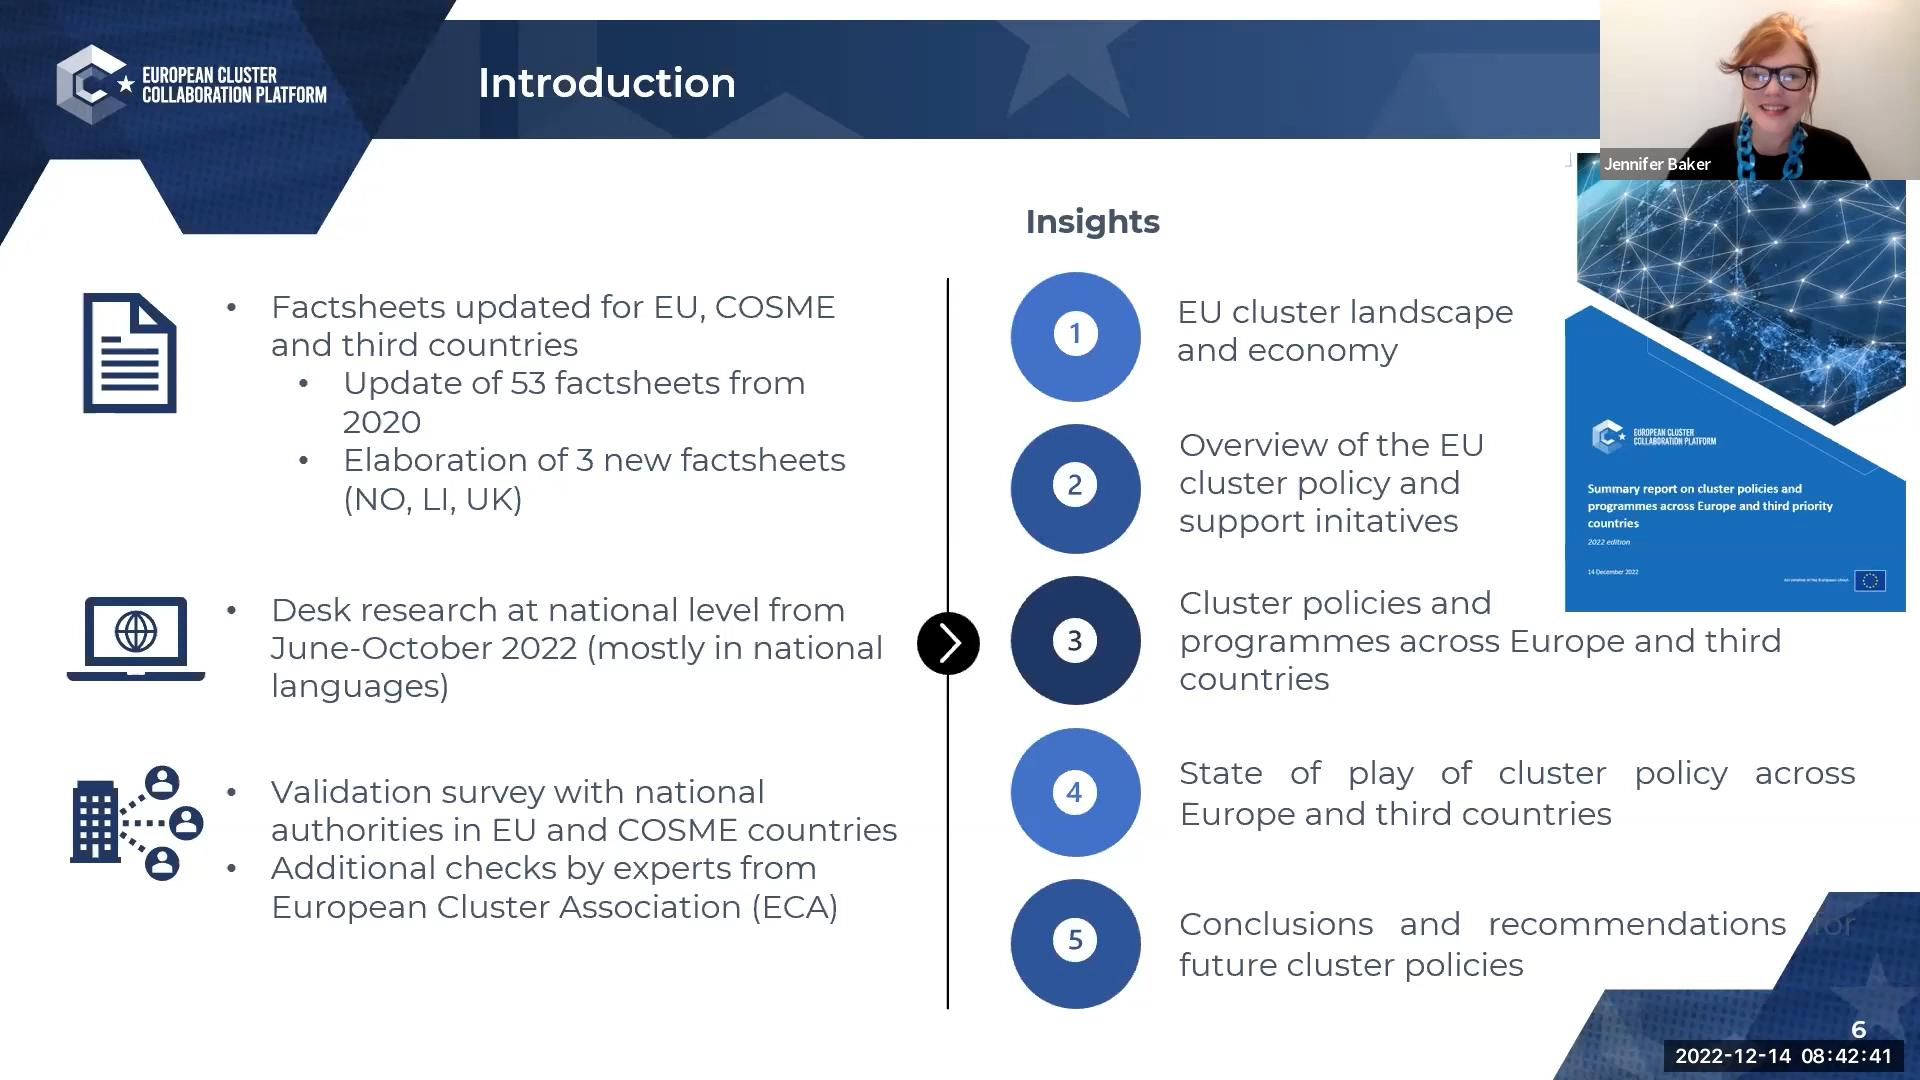 EUROPEAN CLUSTER
COLLABORATION PLATFORM
Introduction
Jennifer Baker
• Factsheets updated for EU, COSME
and third countries
• Update of 53 factsheets from
2020
• Elaboration of 3 new factsheets
(NO, LI, UK)
• Desk research at national level from
June-October 2022 (mostly in national
languages)
• Validation survey with national
authorities in EU and COSME countries
• Additional checks by experts from
European Cluster Association (ECA)
Insights
1
EU cluster landscape
and economy
2
Overview of the EU
cluster policy and
support initatives
3
Cluster policies and
programmes across Europe and third
countries
4
State of play of cluster policy across
Europe and third countries
5
Conclusions and recommendations for
future cluster policies
EUROPEAN CLUSTER
COLLABORATION PLATFORM
Summary report on cluster policies and
programmes across Europe and third priority
countries
2022 edition
14 December 2022
An initiative of the European Union
6
2022-12-14 08:42:41